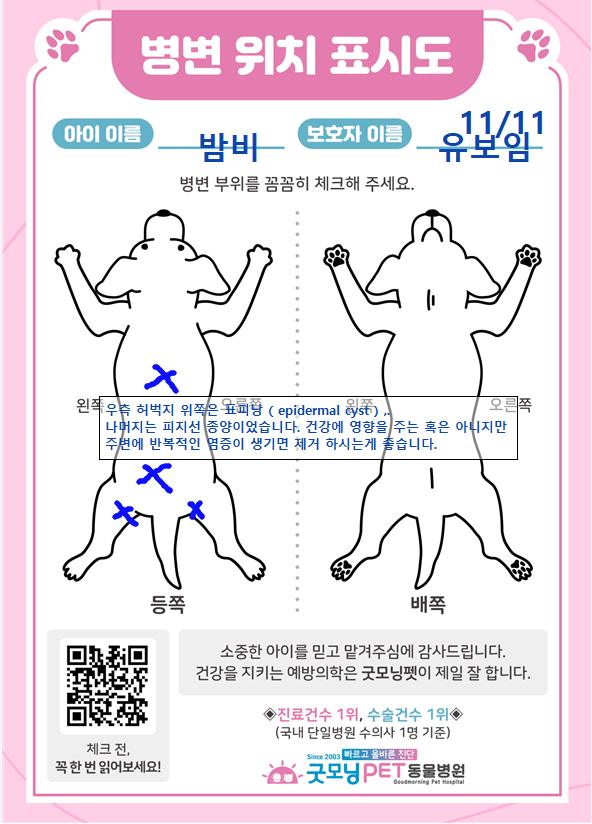 병변 위치 표시도
11/11
아이 이름 밤비 보호자 이름 유보임
병변 부위를 꼼꼼히 체크해 주세요.
왼쪽 오른쪽 왼쪽 오른쪽
우측 허벅지 위쪽은 표피낭 ( epidermal cyst ) ,.
나머지는 피지선 종양이었습니다. 건강에 영향을 주는 혹은 아니지만
주변에 반복적인 염증이 생기면 제거 하시는게 좋습니다.
등쪽 배쪽
소중한 아이를 믿고 맡겨주심에 감사드립니다.
건강을 지키는 예방의학은 굿모닝펫이 제일 잘 합니다.
◈진료건수 1위, 수술건수 1위◈
(국내 단일병원 수의사 1명 기준)
체크 전,
꼭 한 번 읽어보세요!
Since 2003 빠르고 올바른 진단
굿모닝PET동물병원
Goodmorning Pet Hospital